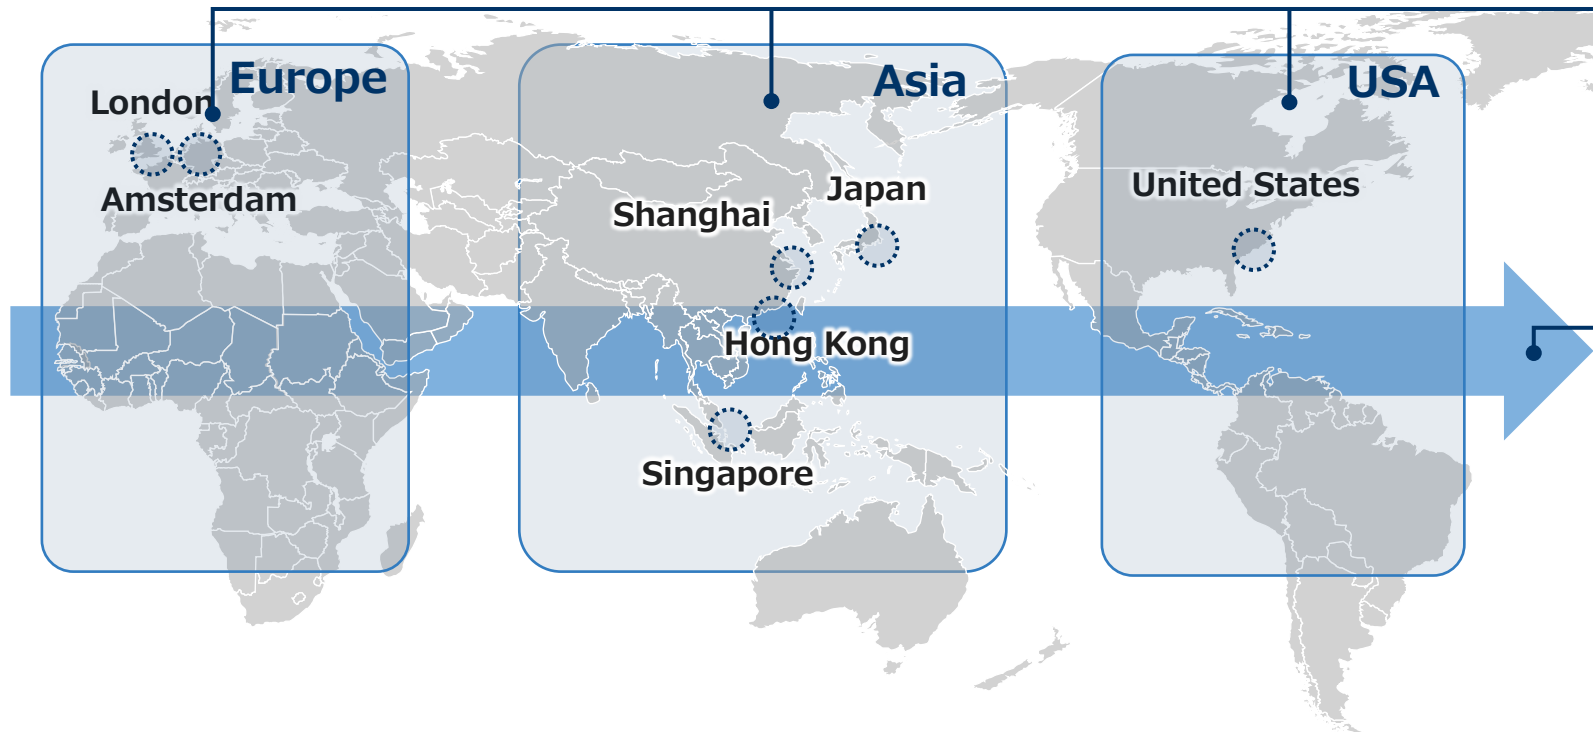 Europe
London
Amsterdam
Asia
Japan
Shanghai
Hong Kong
Singapore
USA
United States